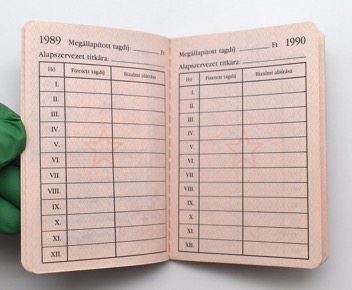 1989 Megállapított tagdíj: Ft
Alapszervezet titkára:
Hó Fizetett tagdíj Bizalmi aláírása
I.
II.
III.
IV.
V.
VI.
VII.
VIII.
IX.
X.
XI.
XII.
Megállapított tagdíj: Ft 1990
Alapszervezet titkára:
Hó Fizetett tagdíj Bizalmi aláírása
I.
II.
III.
IV.
V.
VI.
VII.
VIII.
IX.
X.
XI.
XII.